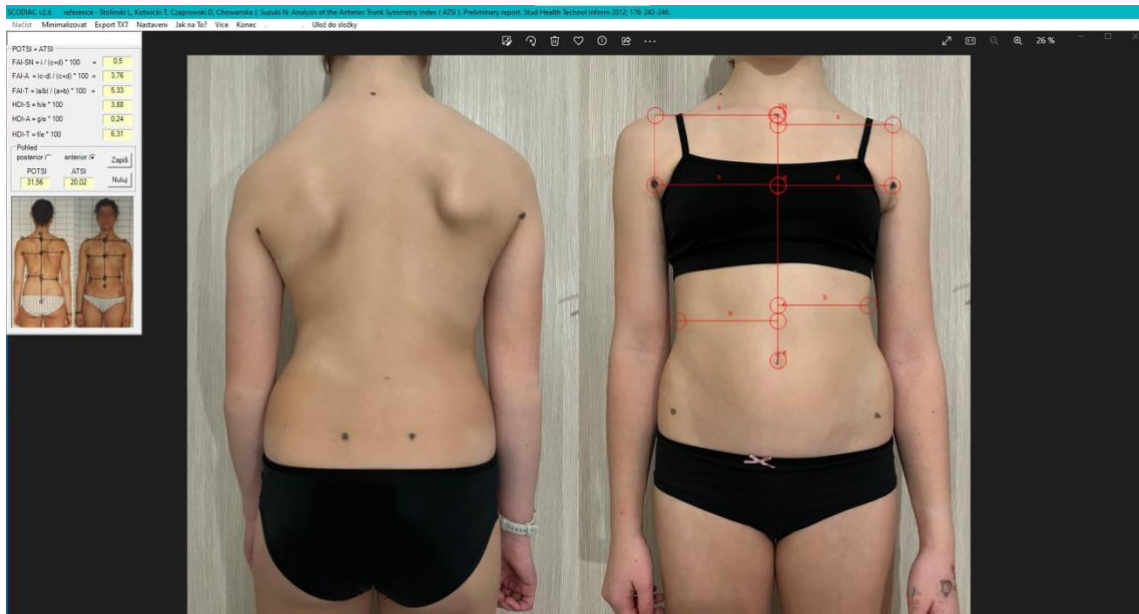 SCODIAC v2.6 reference - Stolinski L, Kotwicki T, Czaprowski D, Chowanska J, Suzuki N: Analysis of the Anterior Trunk Symmetry Index ( ATSI ). Preliminary report. Stud Health Technol Inform 2012; 176: 242-246.
Načíst Minimalizovat Export TXT Nastavení Jak na To? Více Konec . . Ulož do složky
26 %
POTSI + ATSI
FAI-SN = i / (c+d) * 100 = 0,5
FAI-A = |c-d| / (c+d) * 100 = 3,76
FAI-T = |a-b| / (a+b) * 100 = 5,33
HDI-S = h/e * 100 3,88
HDI-A = g/e * 100 0,24
HDI-T = f/e * 100 6,31
Pohled
posterior anterior Zapiš
POTSI ATSI
31,56 20,02 Nuluj
c d
b